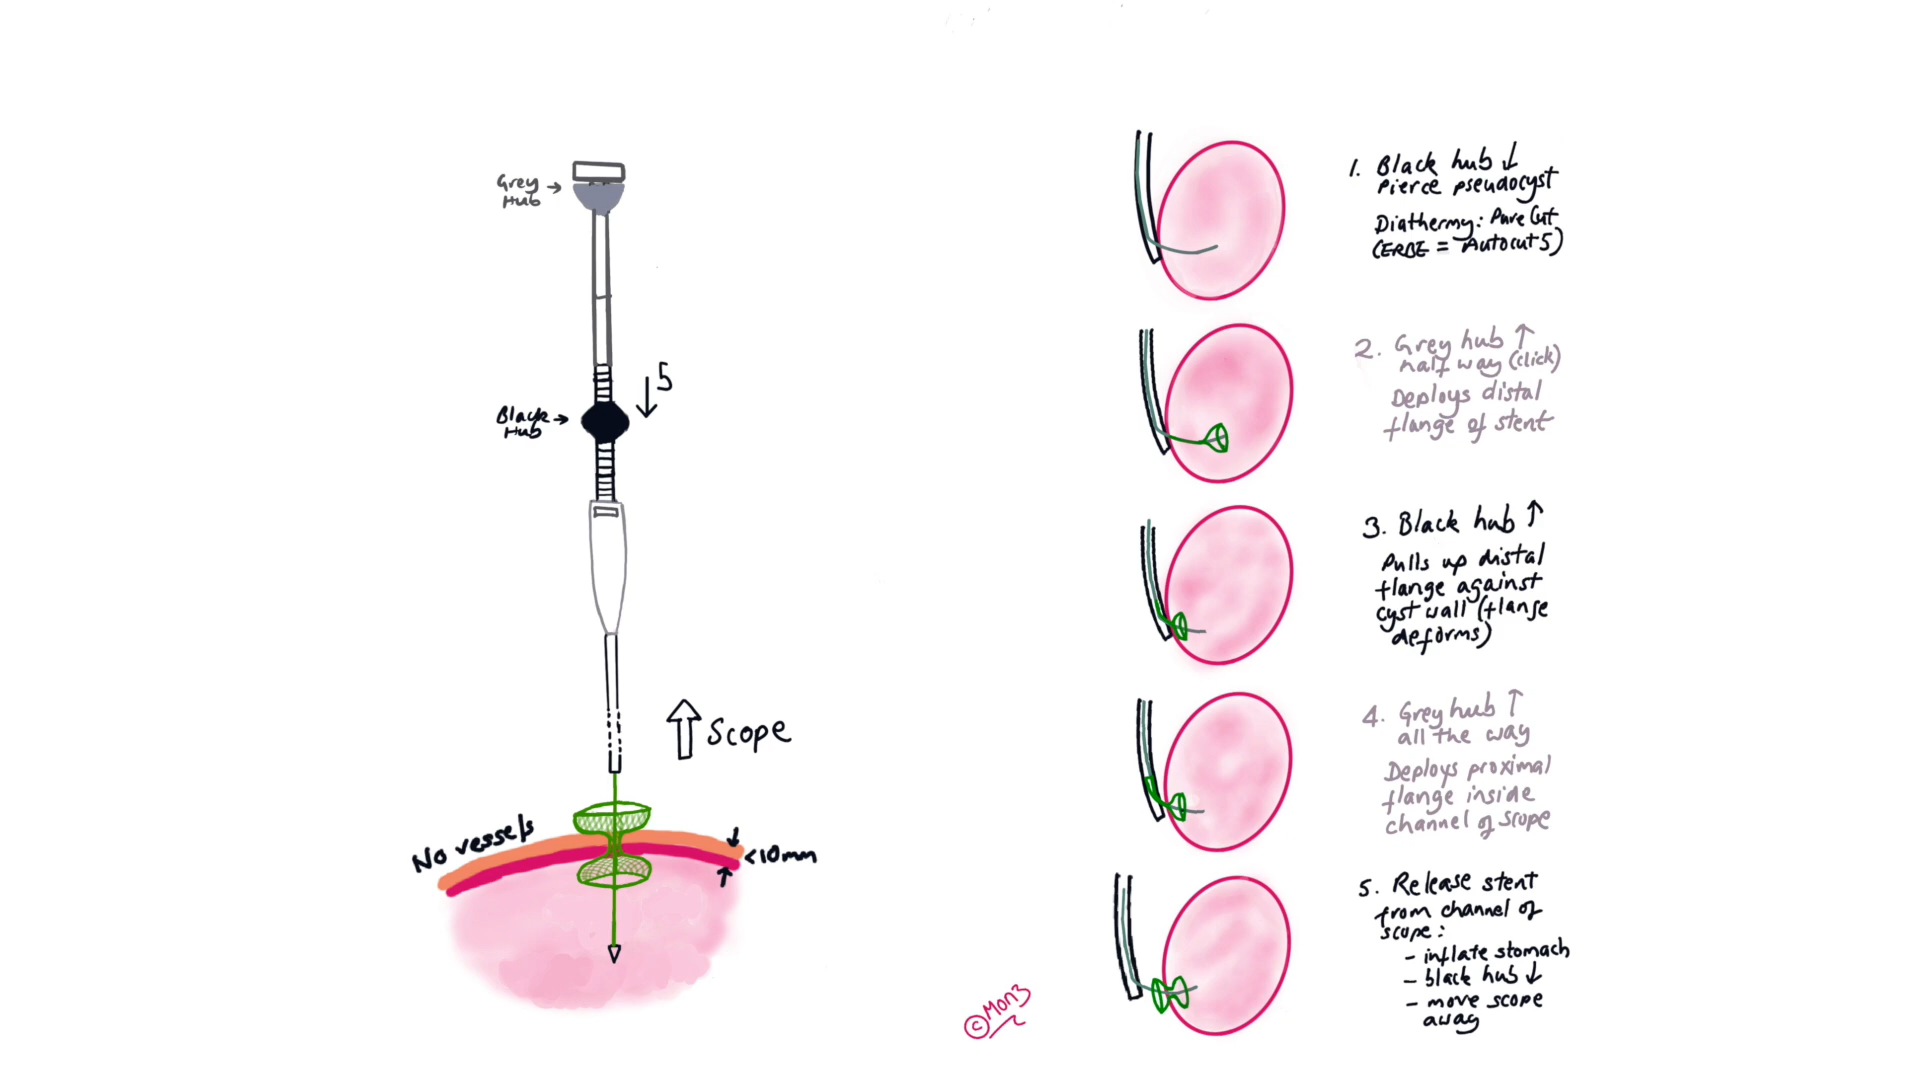 Grey →
Hub
Black →
Hub
↓ 5
⇧ Scope
No vessels
<10mm
©Mon3
1. Black hub ↓
Pierce pseudocyst
Diathermy: Pure Cut
(ERBE = Autocut 5)
2. Grey hub ↑
half way (click)
Deploys distal
flange of stent
3. Black hub ↑
Pulls up distal
flange against
cyst wall (flange
deforms)
4. Grey hub ↑
all the way
Deploys proximal
flange inside
channel of scope
5. Release stent
from channel of
scope:
- inflate stomach
- black hub ↓
- move scope
away